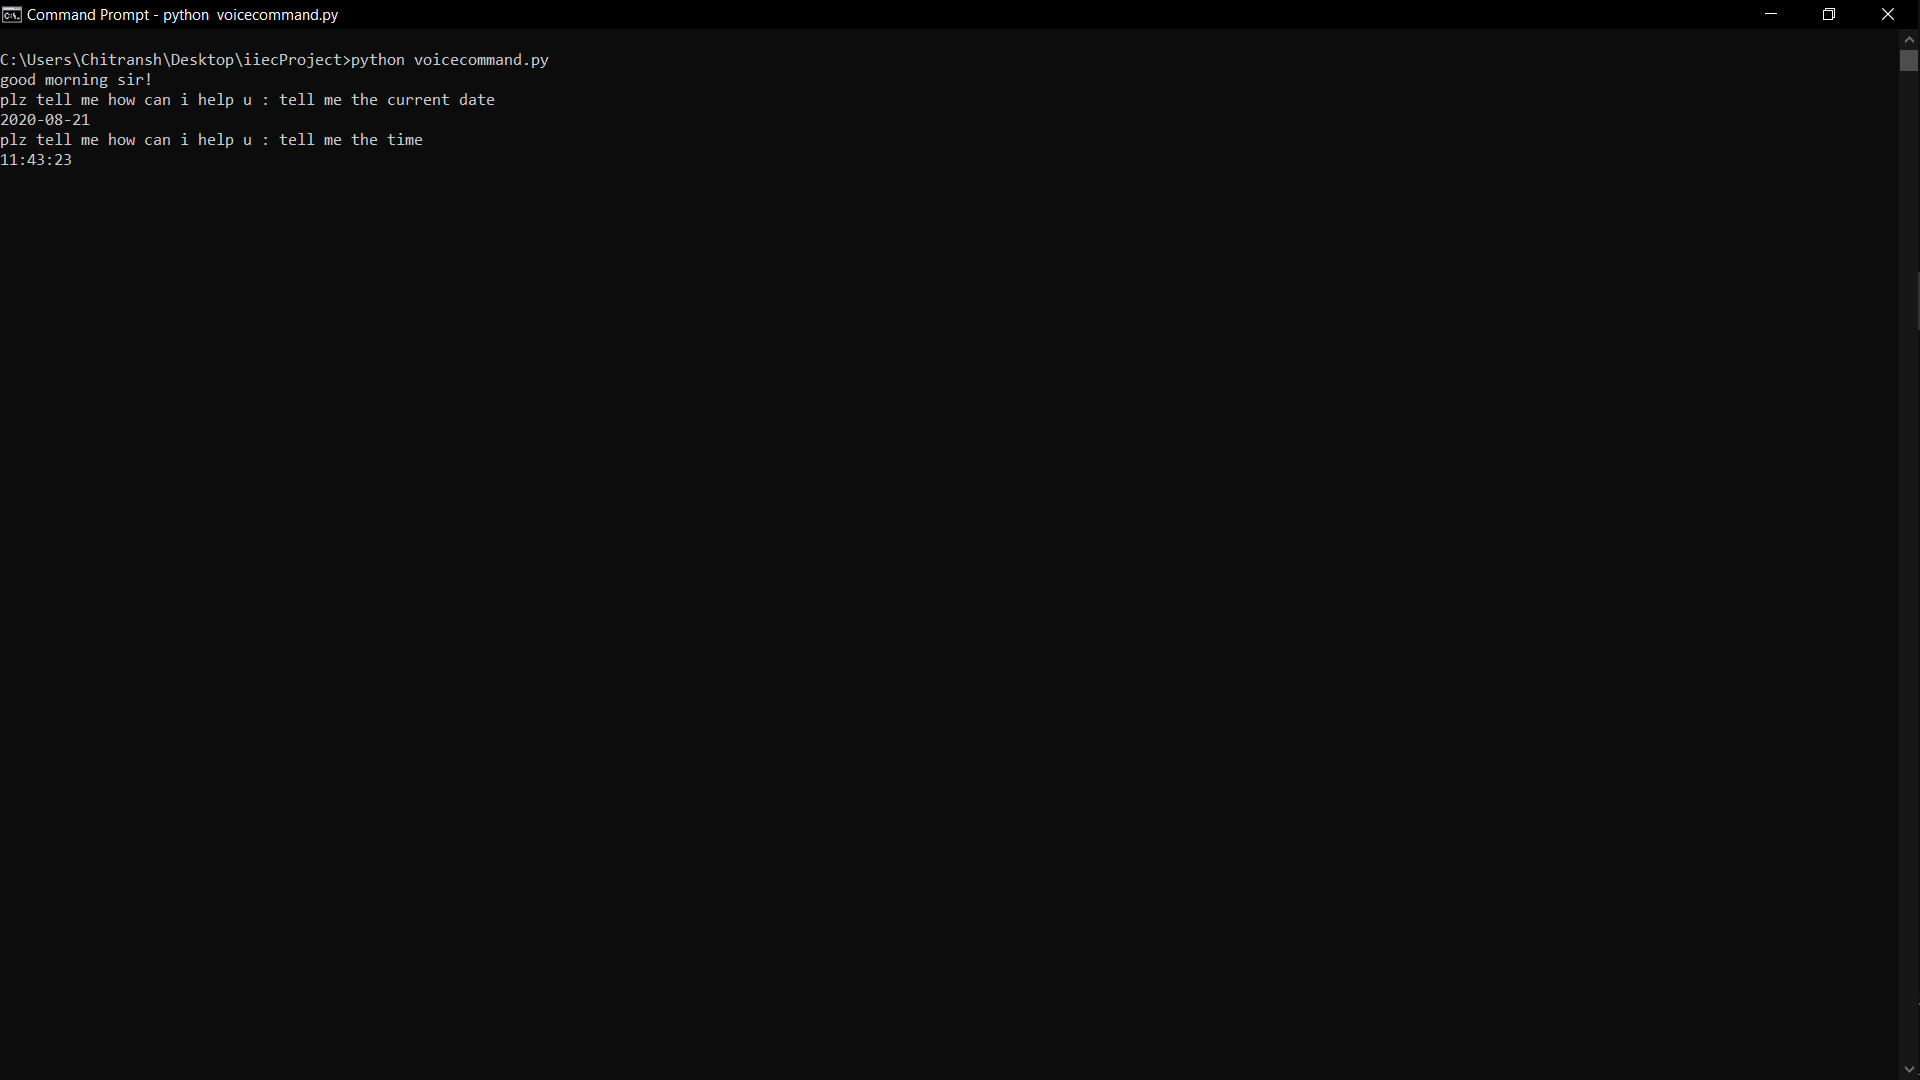 Command Prompt - python  voicecommand.py
C:\Users\Chitransh\Desktop\iiecProject>python voicecommand.py
good morning sir!
plz tell me how can i help u : tell me the current date
2020-08-21
plz tell me how can i help u : tell me the time
11:43:23